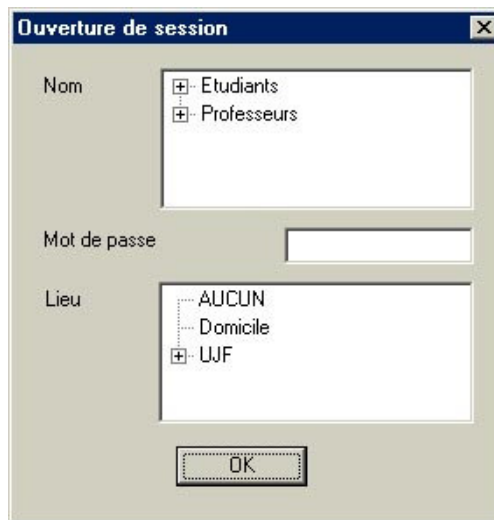 Ouverture de session
Nom
Etudiants
Professeurs
Mot de passe
Lieu
AUCUN
Domicile
UJF
OK